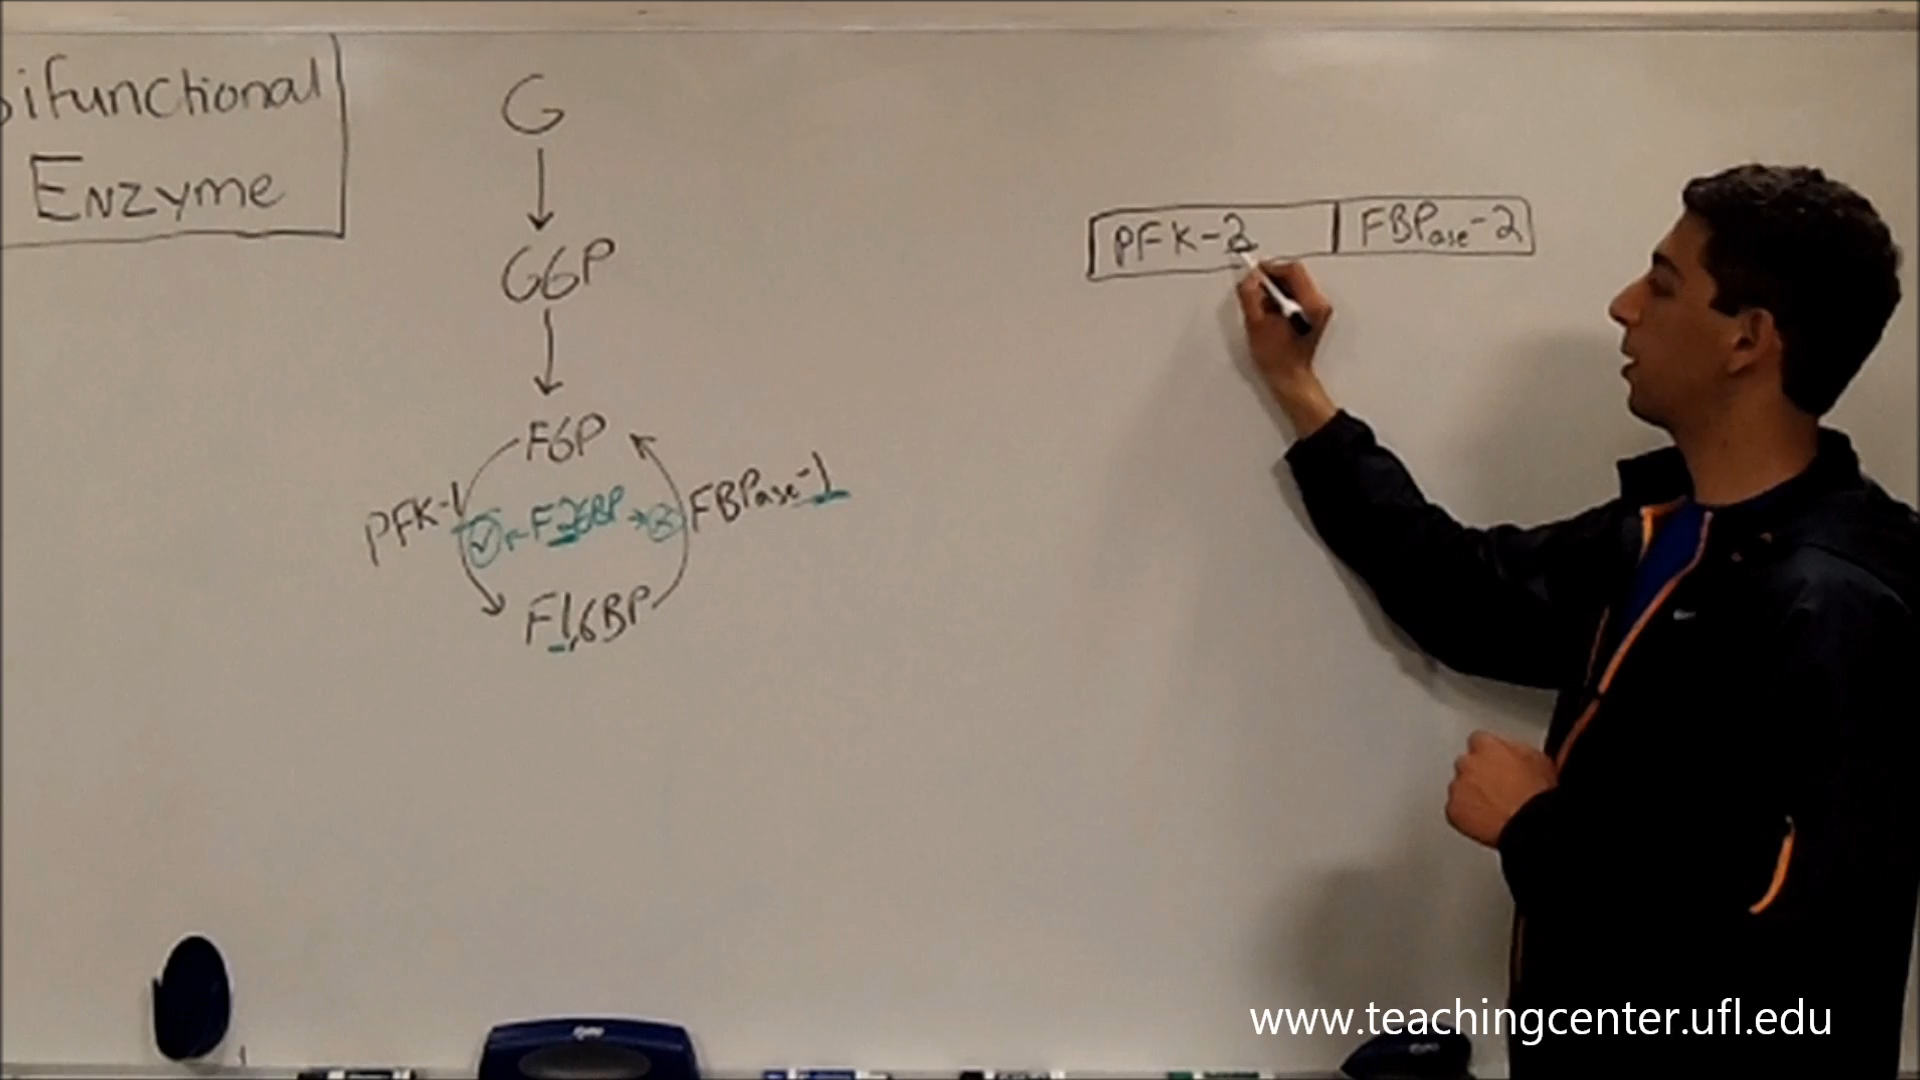 ifunctional
Enzyme
G
G6P
F6P
PFK-1
F26BP
FBPase-1
F1,6BP
PFK-2
FBPase-2
www.teachingcenter.ufl.edu